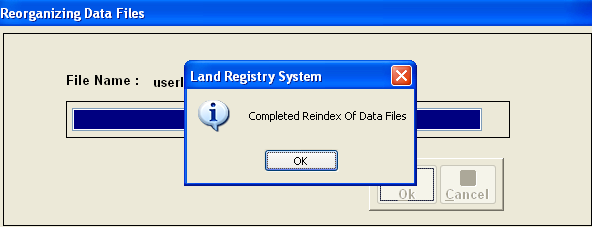 Reorganizing Data Files
Land Registry System
File Name :
Completed Reindex Of Data Files
OK
Ok
Cancel